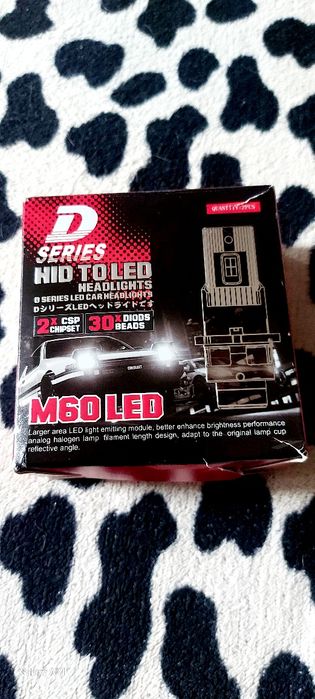 D
SERIES
QUANTITY:2PCS
HID TO LED
HEADLIGHTS
D SERIES LED CAR HEADLIGHTS
DシリーズLEDヘッドライトです
2X CSP CHIPSET
30X DIODS BEADS
M60 LED
Larger area LED light emitting module, better enhance brightness performance
analog halogen lamp filament length design, adapt to the original lamp cup
reflective angle.